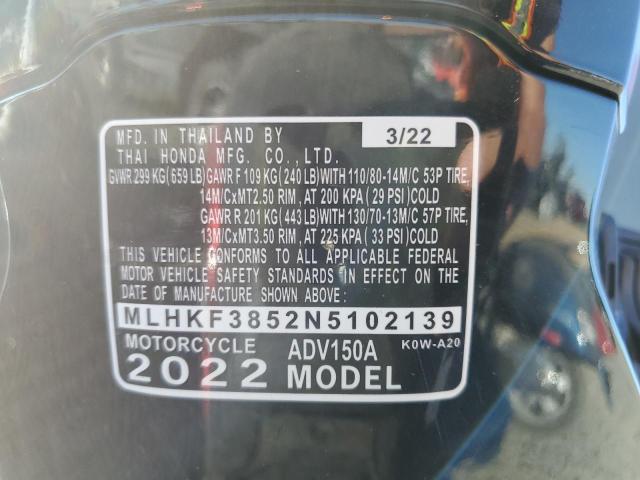 MFD. IN THAILAND BY 3/22
THAI HONDA MFG. CO., LTD.
GVWR 299 KG(659 LB)GAWR F 109 KG(240 LB)WITH 110/80-14M/C 53P TIRE,
14M/CxMT2.50 RIM, AT 200 KPA (29 PSI)COLD
GAWR R 201 KG(443 LB)WITH 130/70-13M/C 57P TIRE,
13M/CxMT3.50 RIM, AT 225 KPA (33 PSI)COLD
THIS VEHICLE CONFORMS TO ALL APPLICABLE FEDERAL
MOTOR VEHICLE SAFETY STANDARDS IN EFFECT ON THE
DATE OF MANUFACTURE SHOWN ABOVE:
MLHKF3852N5102139
MOTORCYCLE ADV150A K0W-A20
2022 MODEL